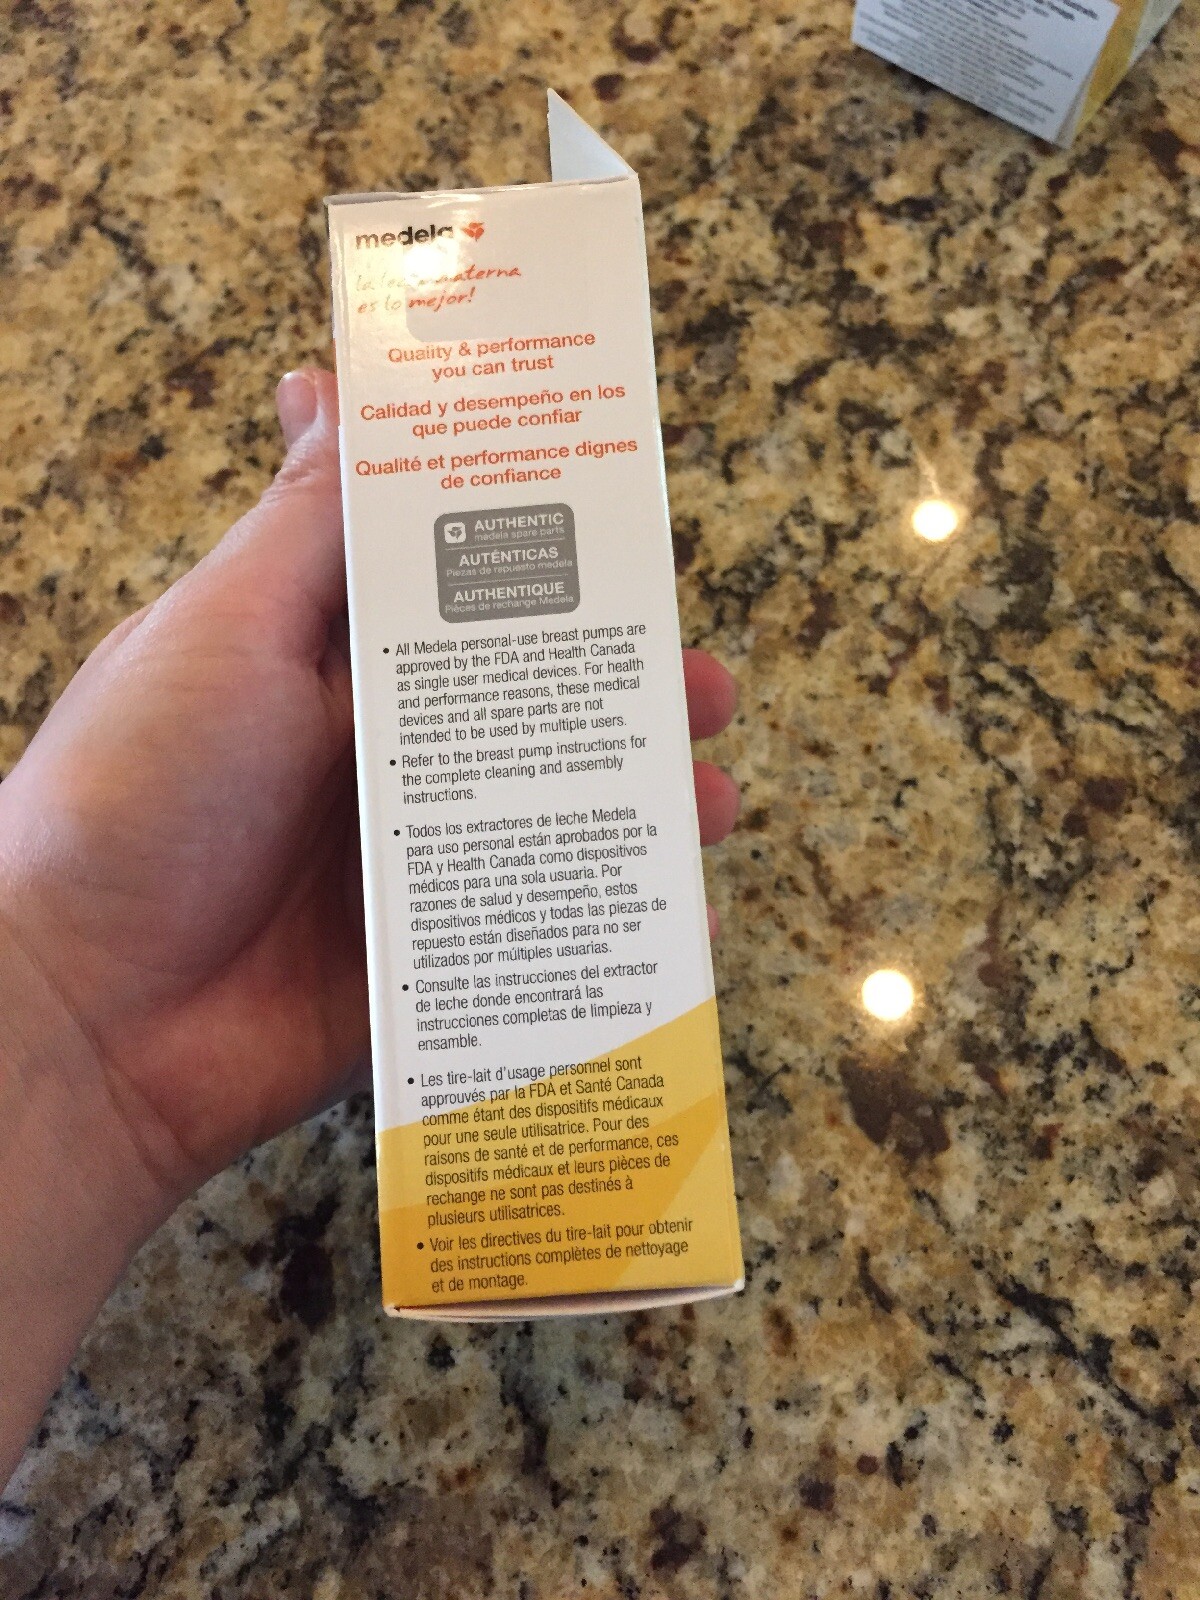 medela
la materna
es lo mejor!
Quality & performance
you can trust
Calidad y desempeño en los
que puede confiar
Qualité et performance dignes
de confiance
AUTHENTIC
medela spare parts
AUTÉNTICAS
Piezas de repuesto medela
AUTHENTIQUE
Pièces de rechange Medela
• All Medela personal-use breast pumps are
approved by the FDA and Health Canada
as single user medical devices. For health
and performance reasons, these medical
devices and all spare parts are not
intended to be used by multiple users.
• Refer to the breast pump instructions for
the complete cleaning and assembly
instructions.
• Todos los extractores de leche Medela
para uso personal están aprobados por la
FDA y Health Canada como dispositivos
médicos para una sola usuaria. Por
razones de salud y desempeño, estos
dispositivos médicos y todas las piezas de
repuesto están diseñados para no ser
utilizados por múltiples usuarias.
• Consulte las instrucciones del extractor
de leche donde encontrará las
instrucciones completas de limpieza y
ensamble.
• Les tire-lait d'usage personnel sont
approuvés par la FDA et Santé Canada
comme étant des dispositifs médicaux
pour une seule utilisatrice. Pour des
raisons de santé et de performance, ces
dispositifs médicaux et leurs pièces de
rechange ne sont pas destinés à
plusieurs utilisatrices.
• Voir les directives du tire-lait pour obtenir
des instructions complètes de nettoyage
et de montage.